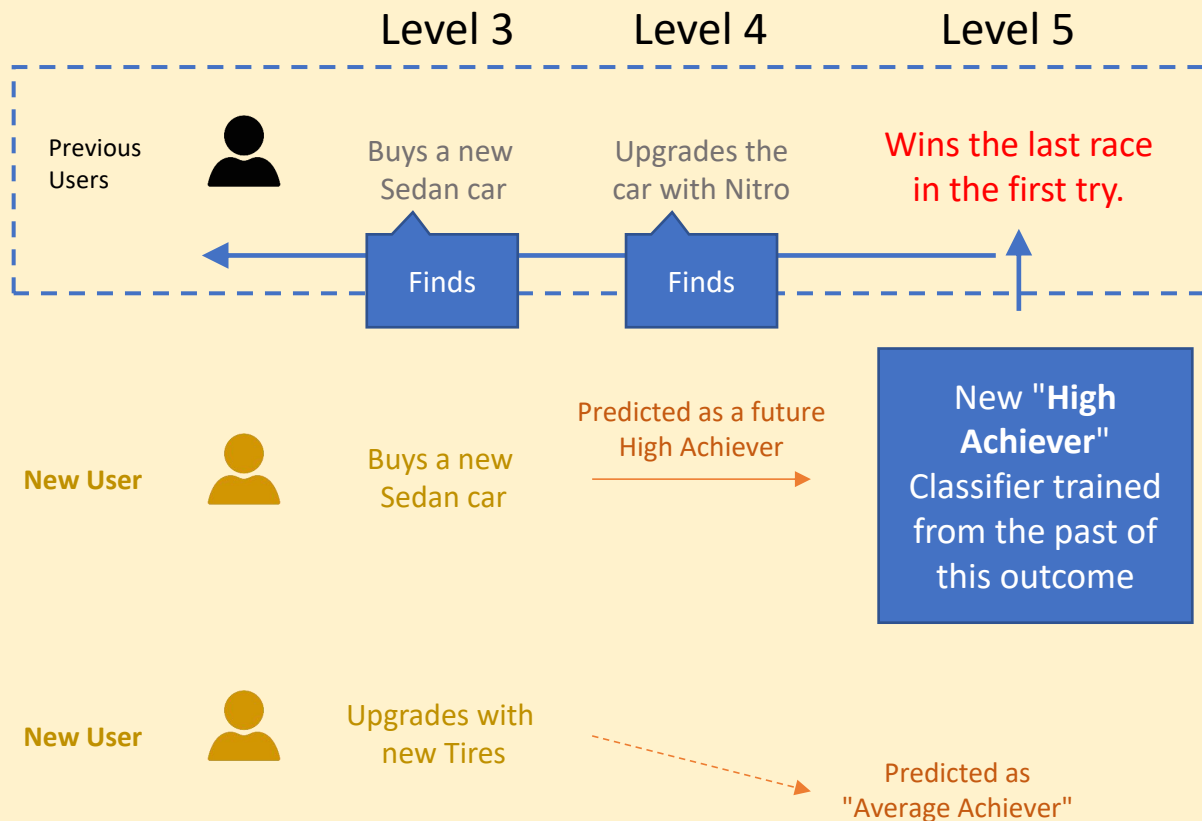 Level 3
Level 4
Level 5
Previous
Users
Buys a new
Sedan car
Upgrades the
car with Nitro
Wins the last race
in the first try.
Finds
Finds
New User
Buys a new
Sedan car
Predicted as a future
High Achiever
New "High
Achiever"
Classifier trained
from the past of
this outcome
New User
Upgrades with
new Tires
Predicted as
"Average Achiever"